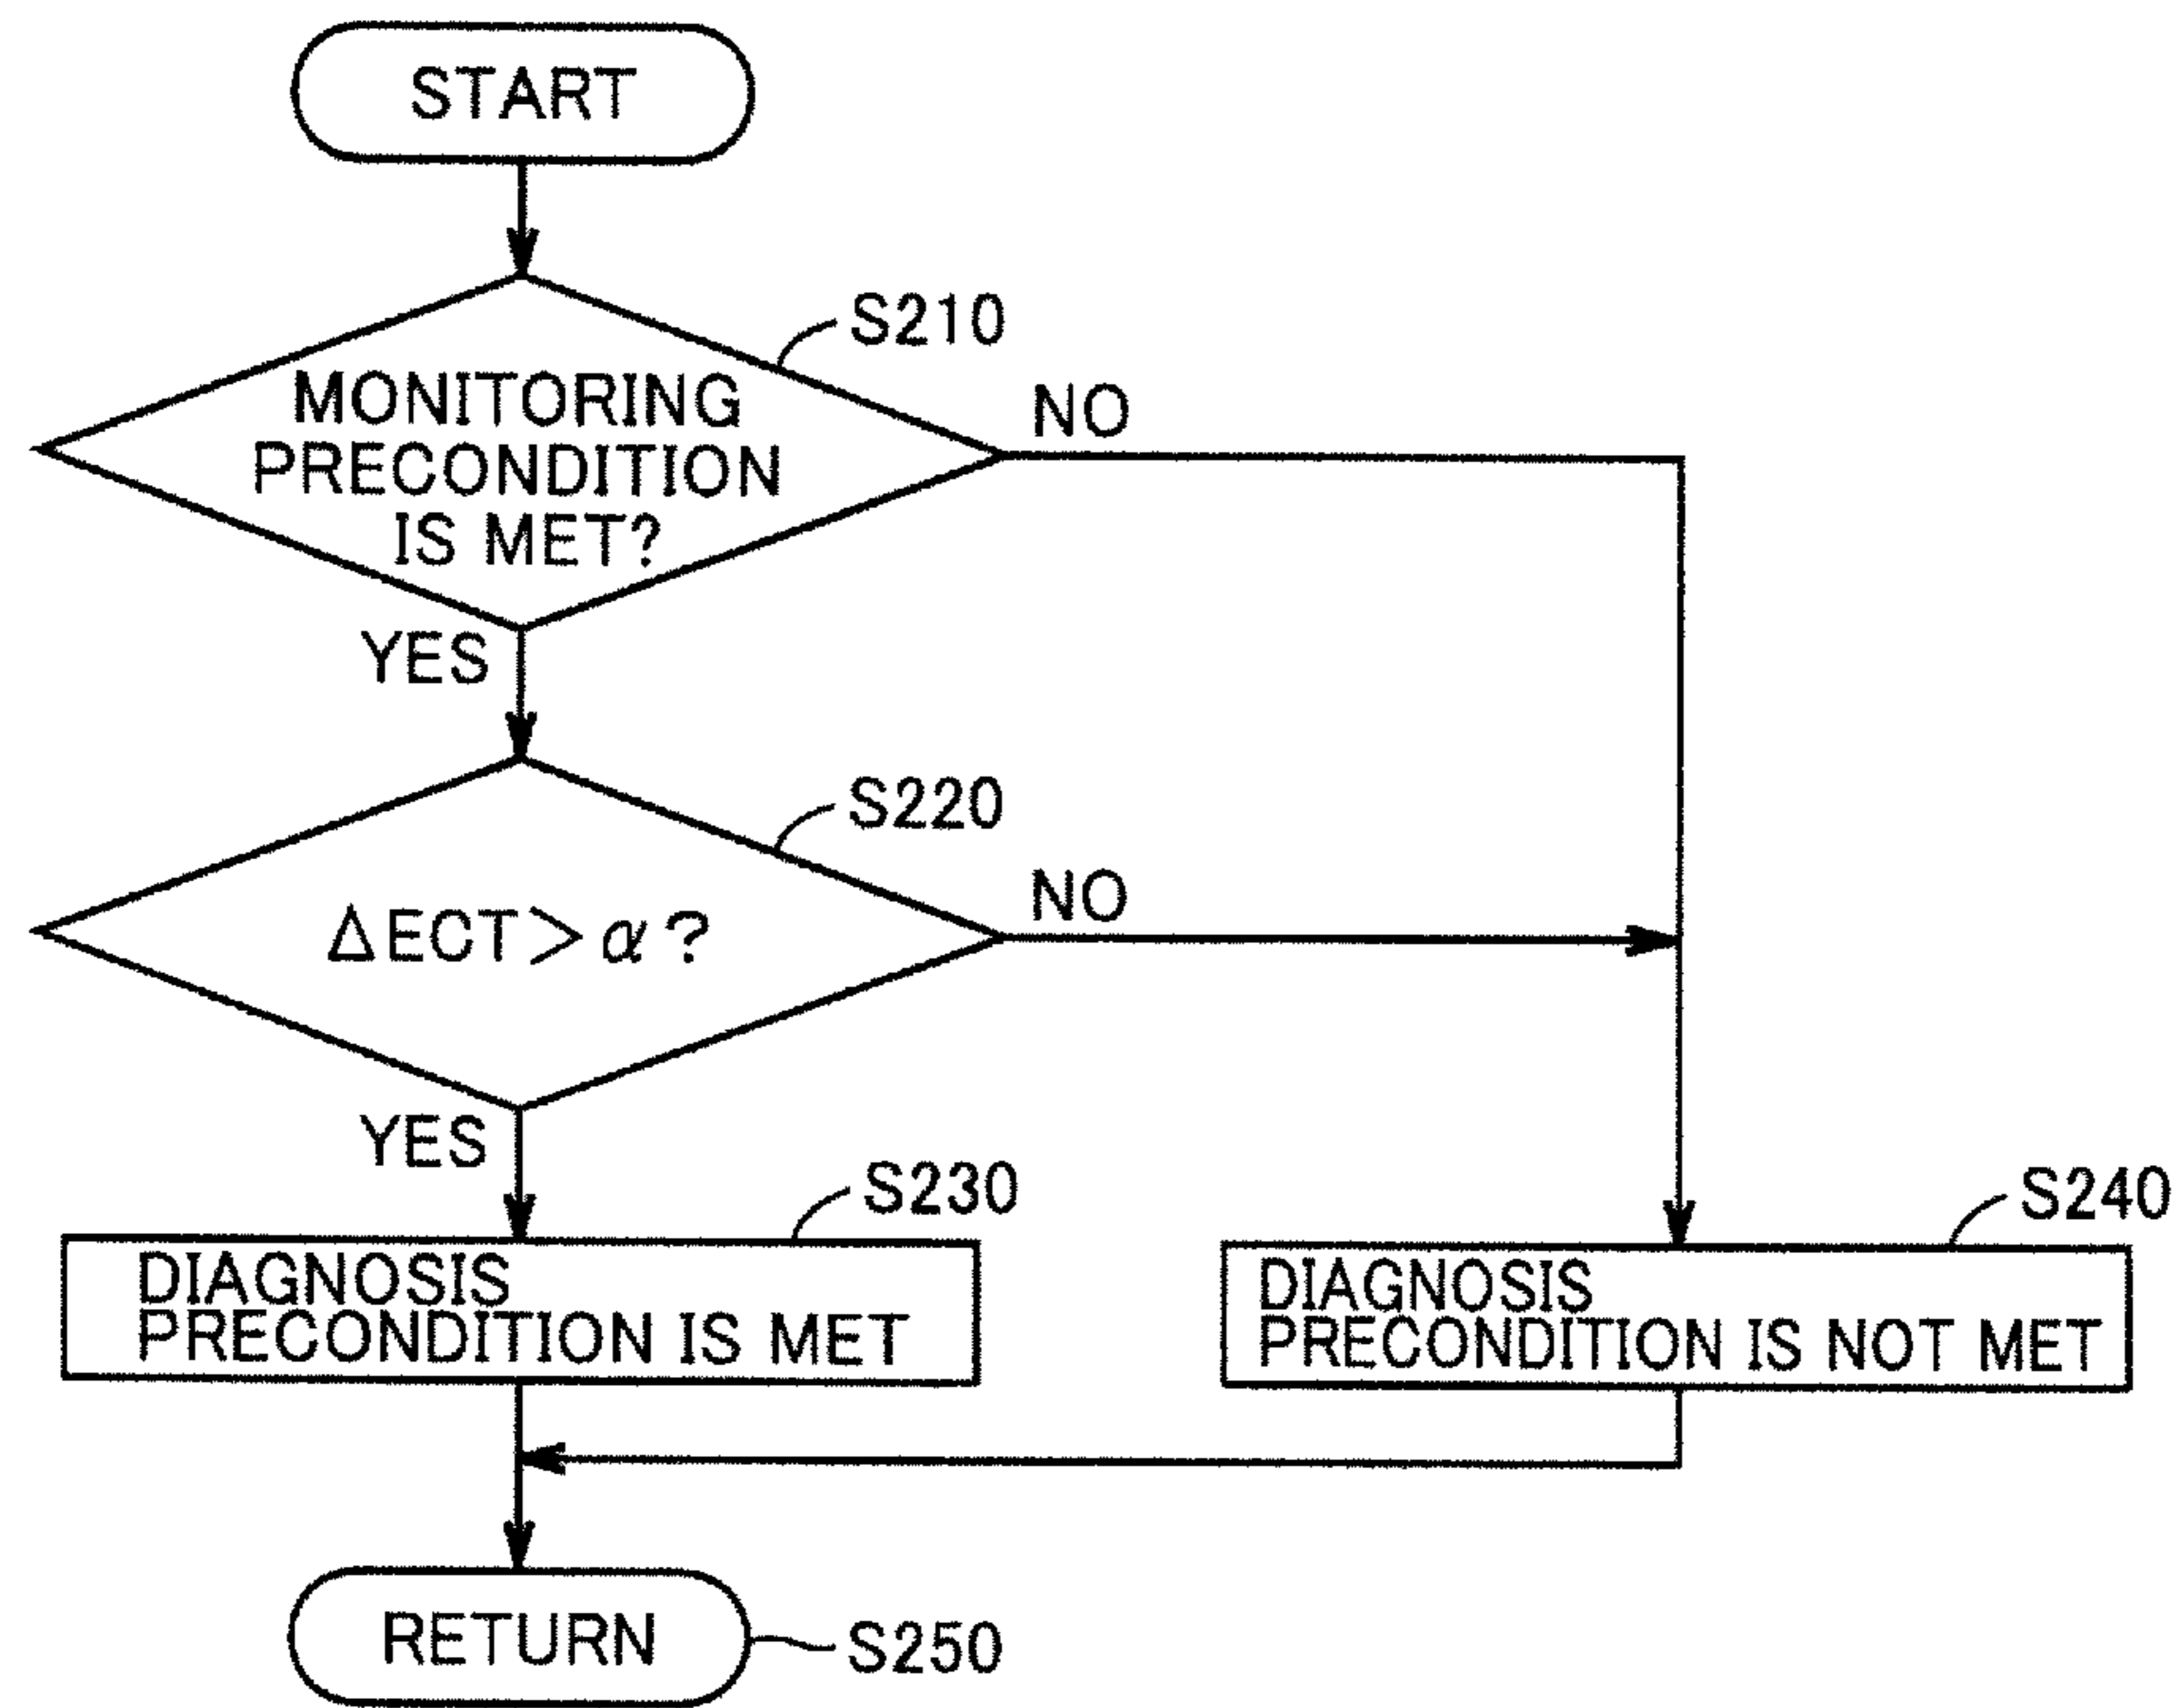 START
S210
MONITORING
PRECONDITION
IS MET?
NO
YES
S220
ΔECT>α?
NO
YES
S230
DIAGNOSIS
PRECONDITION IS MET
S240
DIAGNOSIS
PRECONDITION IS NOT MET
RETURN
S250